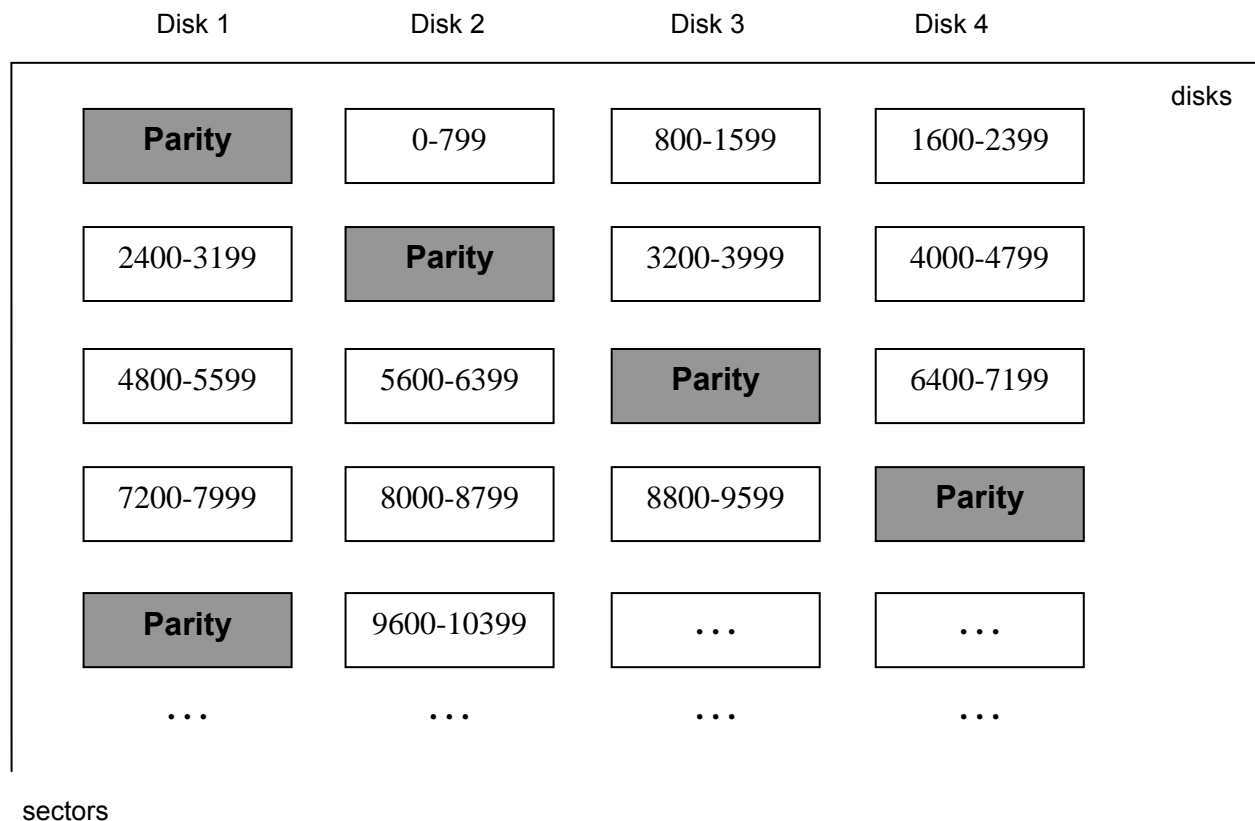 Disk 1 Disk 2 Disk 3 Disk 4
disks
Parity 0-799 800-1599 1600-2399
2400-3199 Parity 3200-3999 4000-4799
4800-5599 5600-6399 Parity 6400-7199
7200-7999 8000-8799 8800-9599 Parity
Parity 9600-10399 ... ...
... ... ... ...
sectors